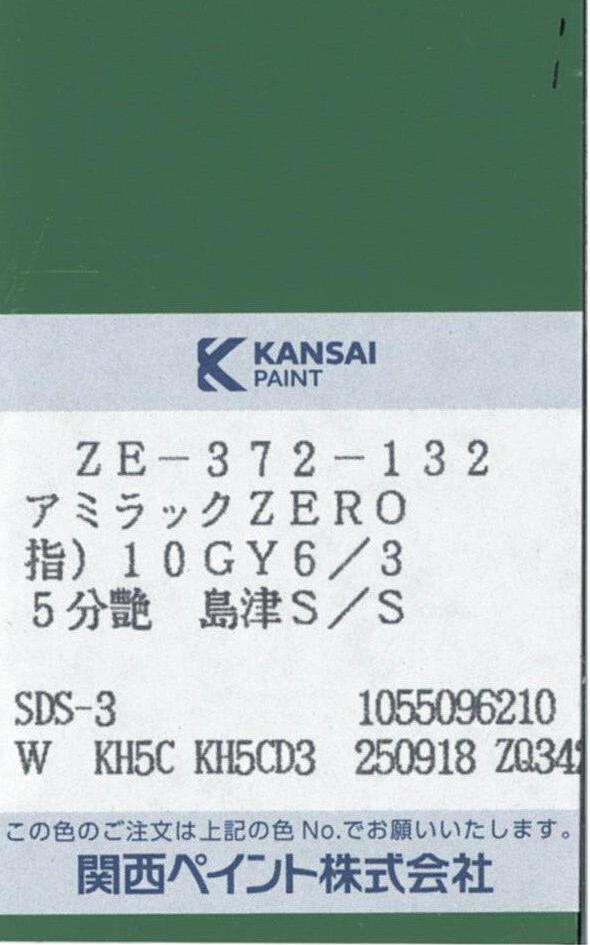 KANSAI
PAINT
ZE-372-132
アミラックZERO
指)10GY6/3
5分艶 島津S/S
SDS-3 1055096210
W KH5C KH5CD3 250918 ZQ342
この色のご注文は上記の色No.でお願いいたします。
関西ペイント株式会社